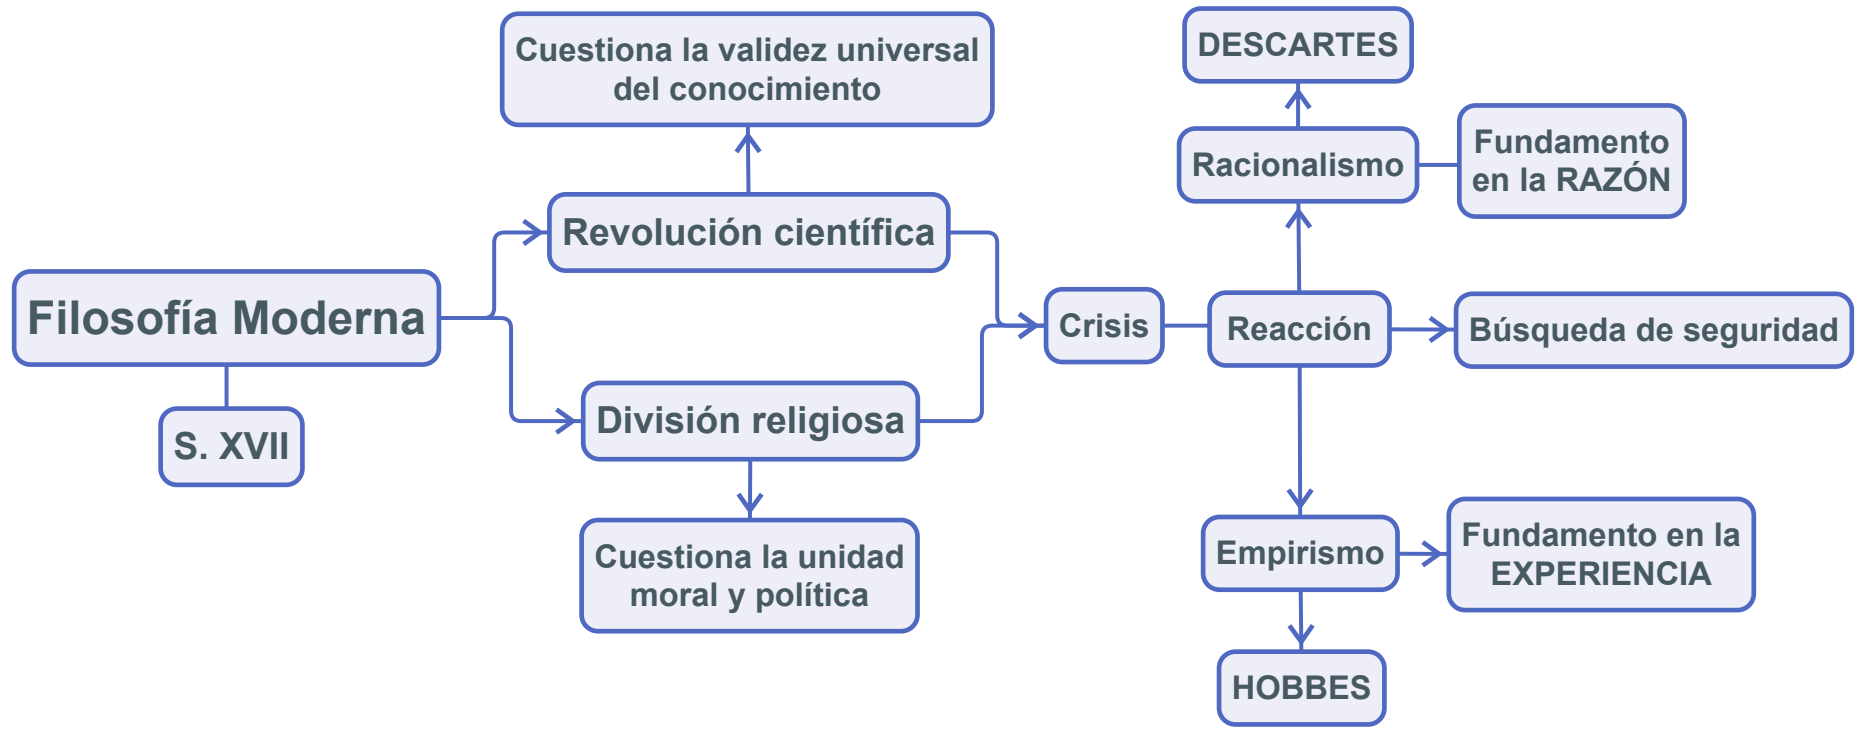 Filosofía Moderna
S. XVII
Cuestiona la validez universal
del conocimiento
Revolución científica
División religiosa
Cuestiona la unidad
moral y política
Crisis
Reacción
DESCARTES
Racionalismo
Fundamento
en la RAZÓN
Búsqueda de seguridad
Empirismo
Fundamento en la
EXPERIENCIA
HOBBES